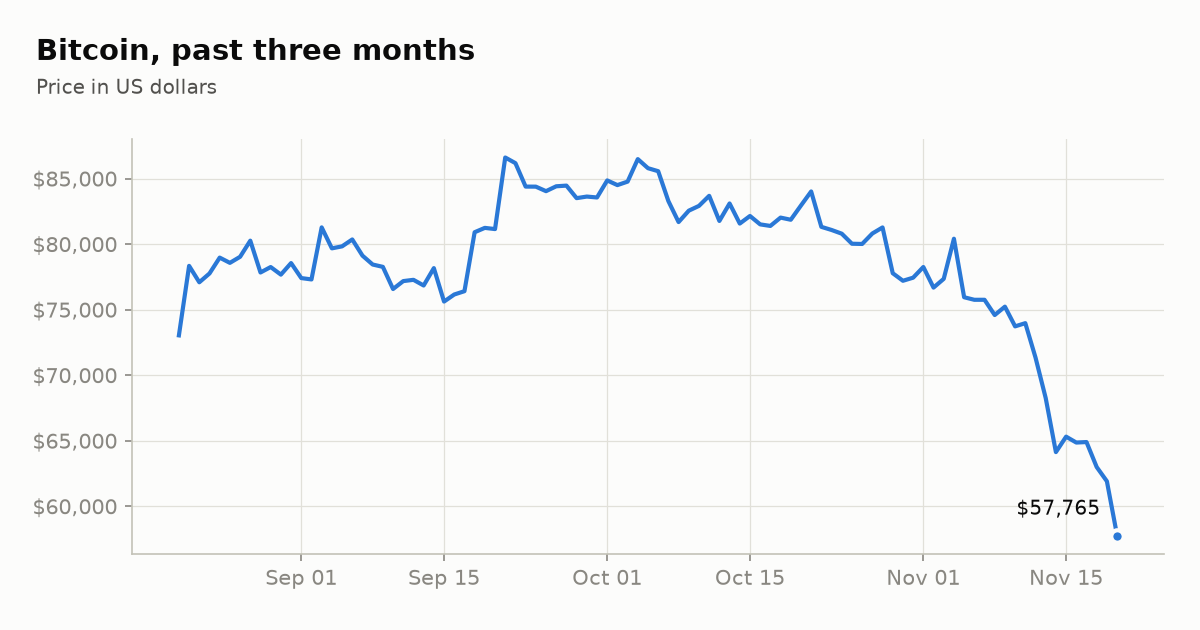 Bitcoin, past three months
Price in US dollars
$85,000
$80,000
$75,000
$70,000
$65,000
$60,000
$57,765
Sep 01
Sep 15
Oct 01
Oct 15
Nov 01
Nov 15